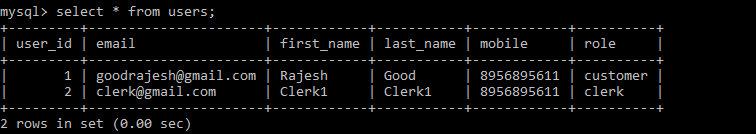 mysql> select * from users;
+---------+----------------------+------------+-----------+------------+----------+
| user_id | email                | first_name | last_name | mobile     | role     |
+---------+----------------------+------------+-----------+------------+----------+
|       1 | goodrajesh@gmail.com | Rajesh     | Good      | 8956895611 | customer |
|       2 | clerk@gmail.com      | Clerk1     | Clerk1    | 8956895611 | clerk    |
+---------+----------------------+------------+-----------+------------+----------+
2 rows in set (0.00 sec)